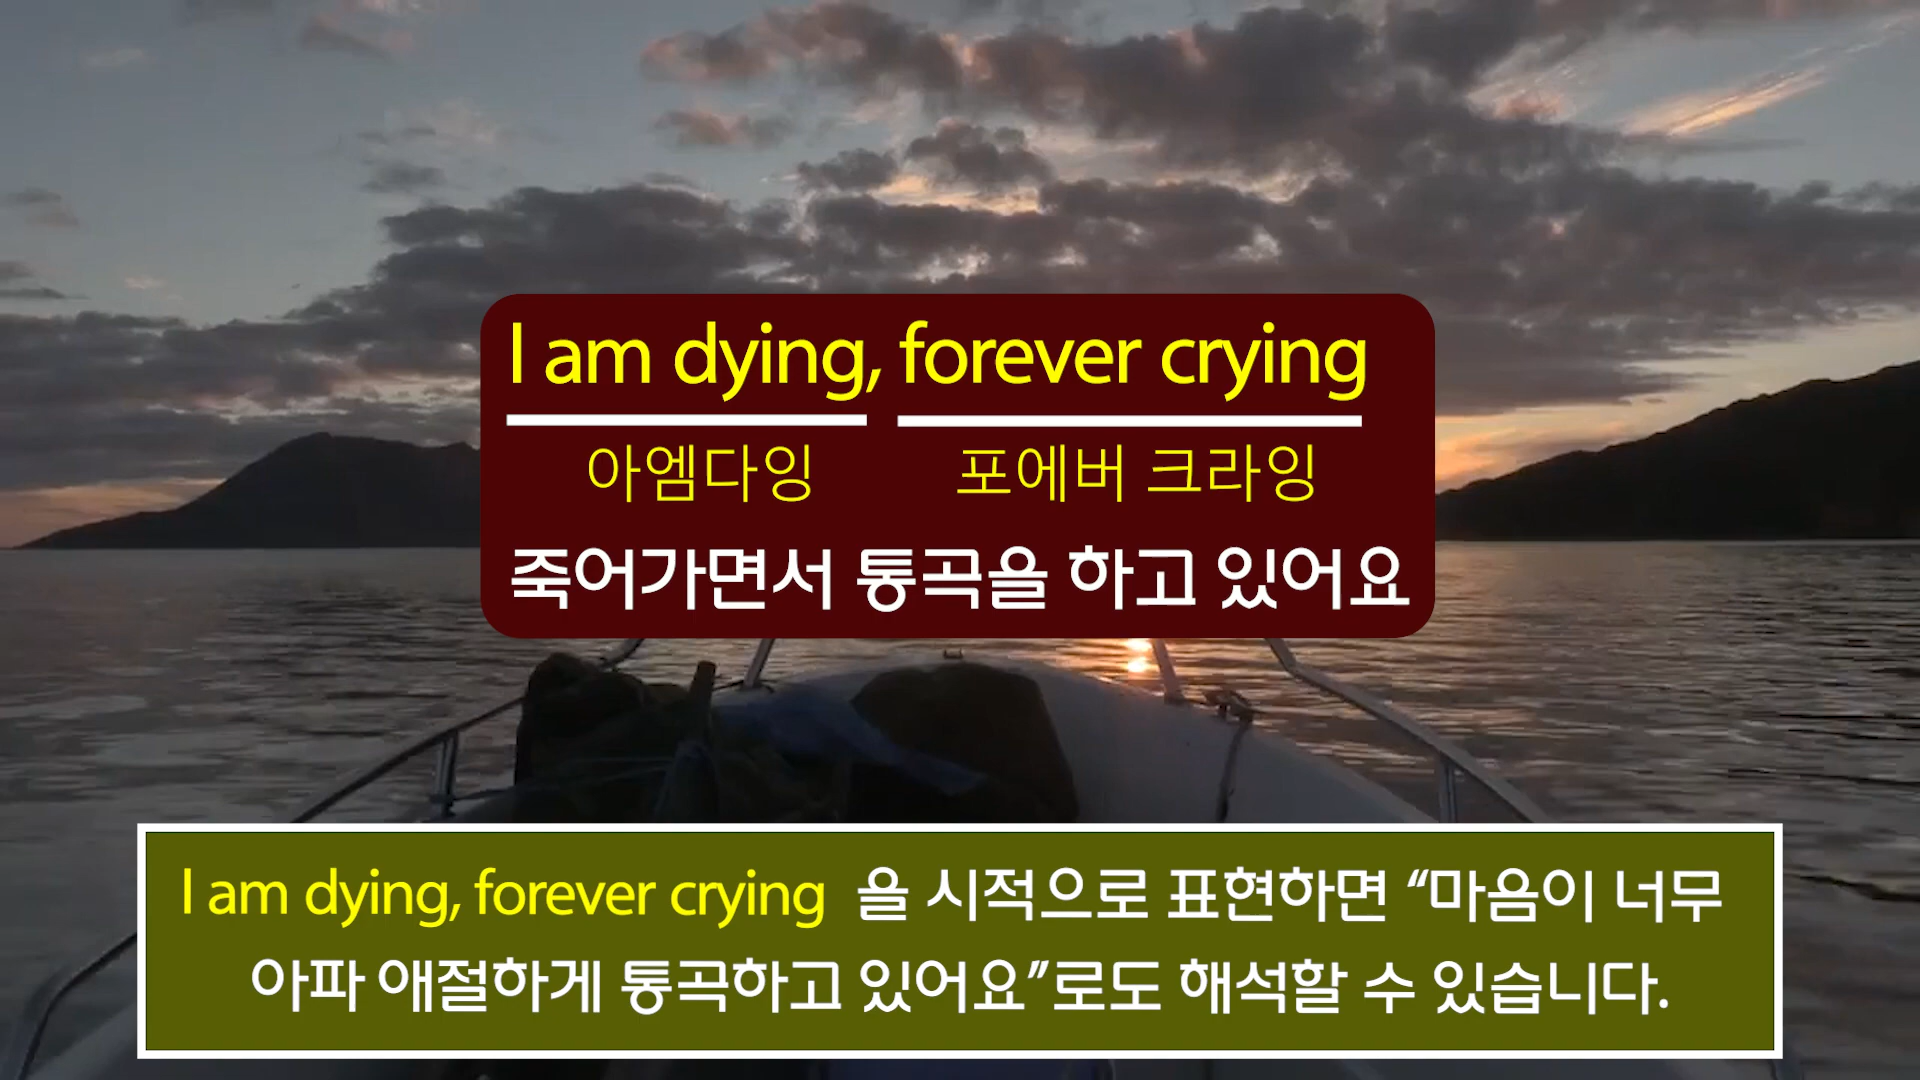 I am dying, forever crying
아엠다잉 포에버 크라잉
죽어가면서 통곡을 하고 있어요
I am dying, forever crying 을 시적으로 표현하면 “마음이 너무
아파 애절하게 통곡하고 있어요”로도 해석할 수 있습니다.